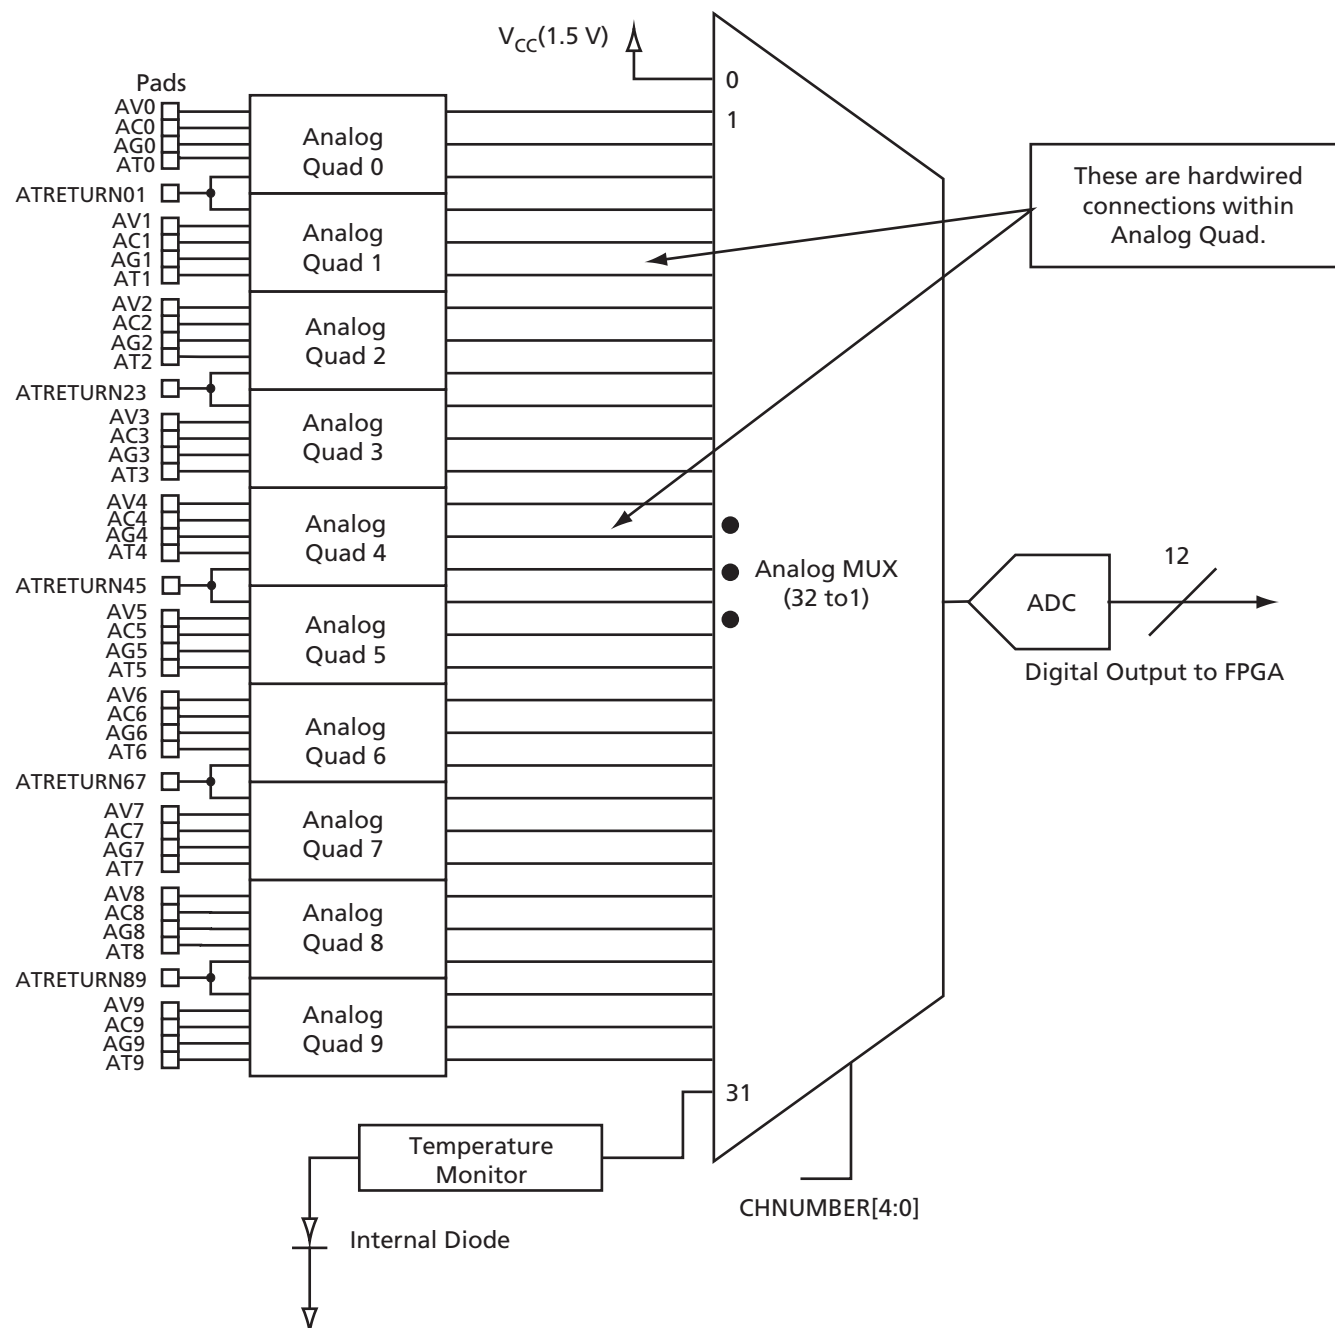 V_CC(1.5 V)
Pads
0
AV0
AC0
AG0
AT0
1
Analog
Quad 0
ATRETURN01
These are hardwired
connections within
Analog Quad.
AV1
AC1
AG1
AT1
Analog
Quad 1
AV2
AC2
AG2
AT2
Analog
Quad 2
ATRETURN23
AV3
AC3
AG3
AT3
Analog
Quad 3
AV4
AC4
AG4
AT4
Analog
Quad 4
Analog MUX
(32 to1)
12
ADC
Digital Output to FPGA
ATRETURN45
AV5
AC5
AG5
AT5
Analog
Quad 5
AV6
AC6
AG6
AT6
Analog
Quad 6
ATRETURN67
AV7
AC7
AG7
AT7
Analog
Quad 7
AV8
AC8
AG8
AT8
Analog
Quad 8
ATRETURN89
AV9
AC9
AG9
AT9
Analog
Quad 9
31
Temperature
Monitor
CHNUMBER[4:0]
Internal Diode